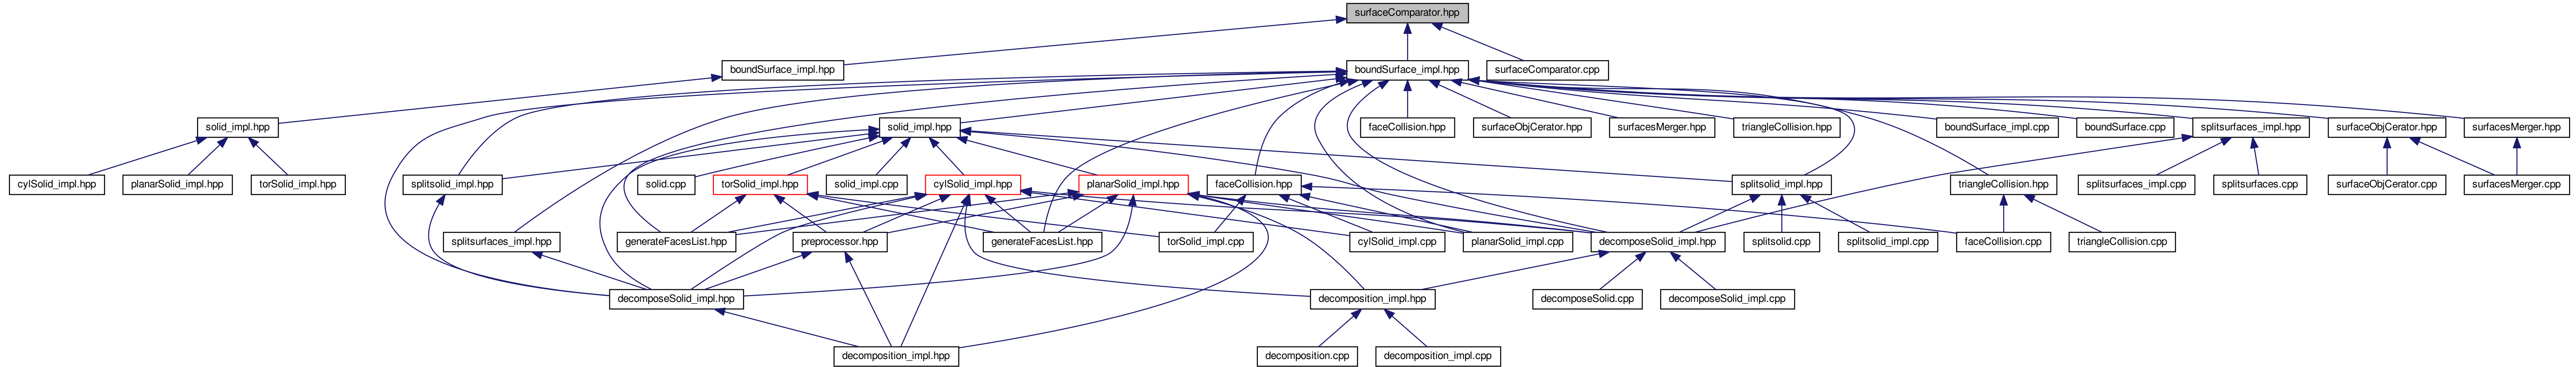 surfaceComparator.hpp
boundSurface_impl.hpp
boundSurface_impl.hpp
surfaceComparator.cpp
solid_impl.hpp
solid_impl.hpp
faceCollision.hpp
surfaceObjCerator.hpp
surfacesMerger.hpp
triangleCollision.hpp
boundSurface_impl.cpp
boundSurface.cpp
splitsurfaces_impl.hpp
surfaceObjCerator.hpp
surfacesMerger.hpp
cylSolid_impl.hpp
planarSolid_impl.hpp
torSolid_impl.hpp
splitsolid_impl.hpp
solid.cpp
torSolid_impl.hpp
solid_impl.cpp
cylSolid_impl.hpp
planarSolid_impl.hpp
faceCollision.hpp
splitsolid_impl.hpp
triangleCollision.hpp
splitsurfaces_impl.cpp
splitsurfaces.cpp
surfaceObjCerator.cpp
surfacesMerger.cpp
splitsurfaces_impl.hpp
generateFacesList.hpp
preprocessor.hpp
generateFacesList.hpp
torSolid_impl.cpp
cylSolid_impl.cpp
planarSolid_impl.cpp
decomposeSolid_impl.hpp
splitsolid.cpp
splitsolid_impl.cpp
faceCollision.cpp
triangleCollision.cpp
decomposeSolid_impl.hpp
decomposition_impl.hpp
decomposeSolid.cpp
decomposeSolid_impl.cpp
decomposition_impl.hpp
decomposition.cpp
decomposition_impl.cpp